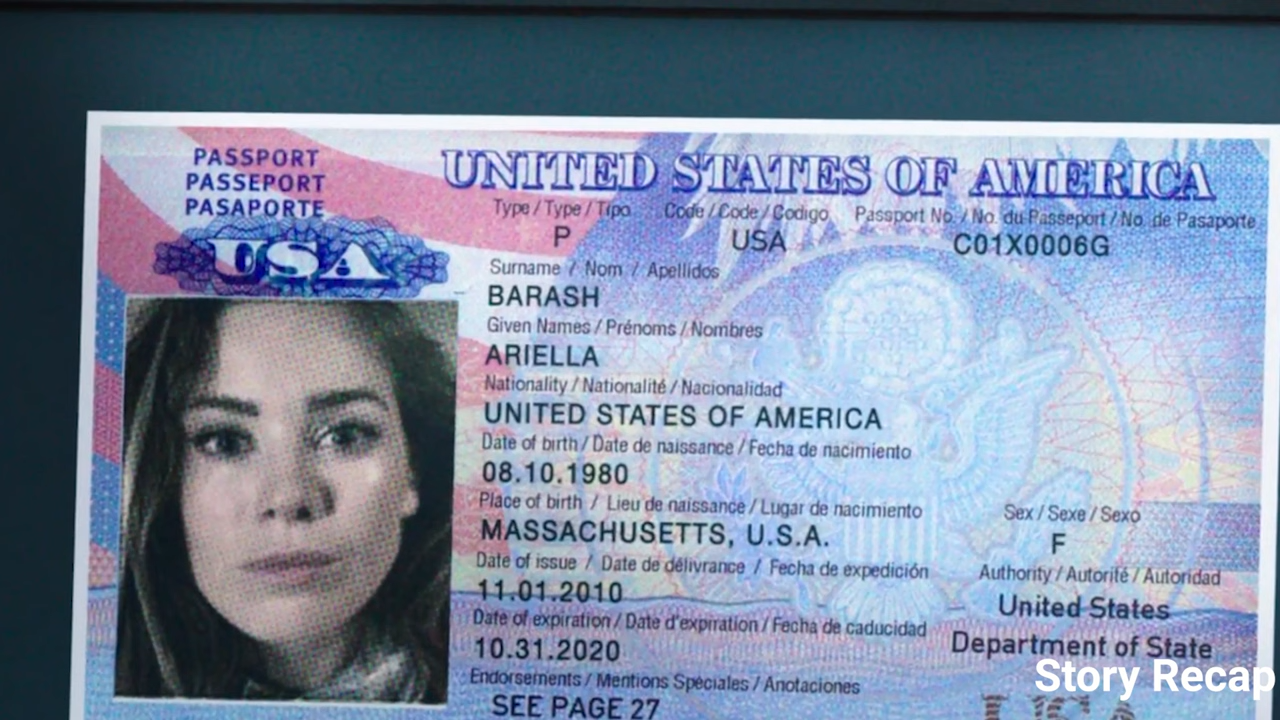 PASSPORT
PASSEPORT
PASAPORTE
USA
UNITED STATES OF AMERICA
Type / Type / Tipo Code / Code / Codigo Passport No. / No. du Passeport / No. de Pasaporte
P USA C01X0006G
Surname / Nom / Apellidos
BARASH
Given Names / Prénoms / Nombres
ARIELLA
Nationality / Nationalité / Nacionalidad
UNITED STATES OF AMERICA
Date of birth / Date de naissance / Fecha de nacimiento
08.10.1980
Place of birth / Lieu de naissance / Lugar de nacimiento
MASSACHUSETTS, U.S.A.
Sex / Sexe / Sexo
F
Date of issue / Date de délivrance / Fecha de expedición
11.01.2010
Authority / Autorité / Autoridad
United States
Department of State
Date of expiration / Date d'expiration / Fecha de caducidad
10.31.2020
Endorsements / Mentions Spéciales / Anotaciones
SEE PAGE 27
USA
Story Recap